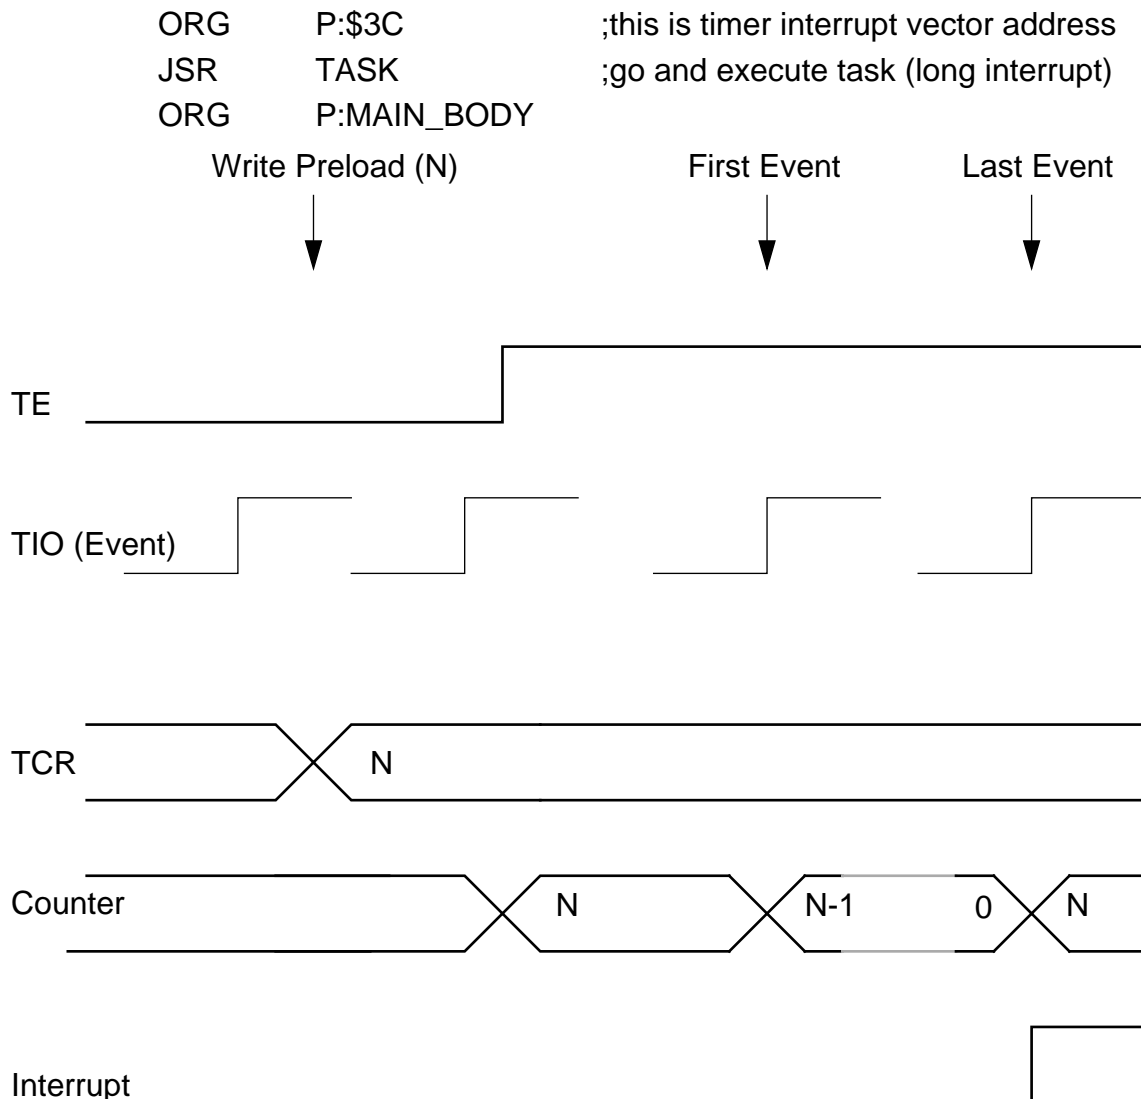 ORG P:$3C ;this is timer interrupt vector address
JSR TASK ;go and execute task (long interrupt)
ORG P:MAIN_BODY
Write Preload (N) First Event Last Event
TE
TIO (Event)
TCR N
Counter N N-1 0 N
Interrupt